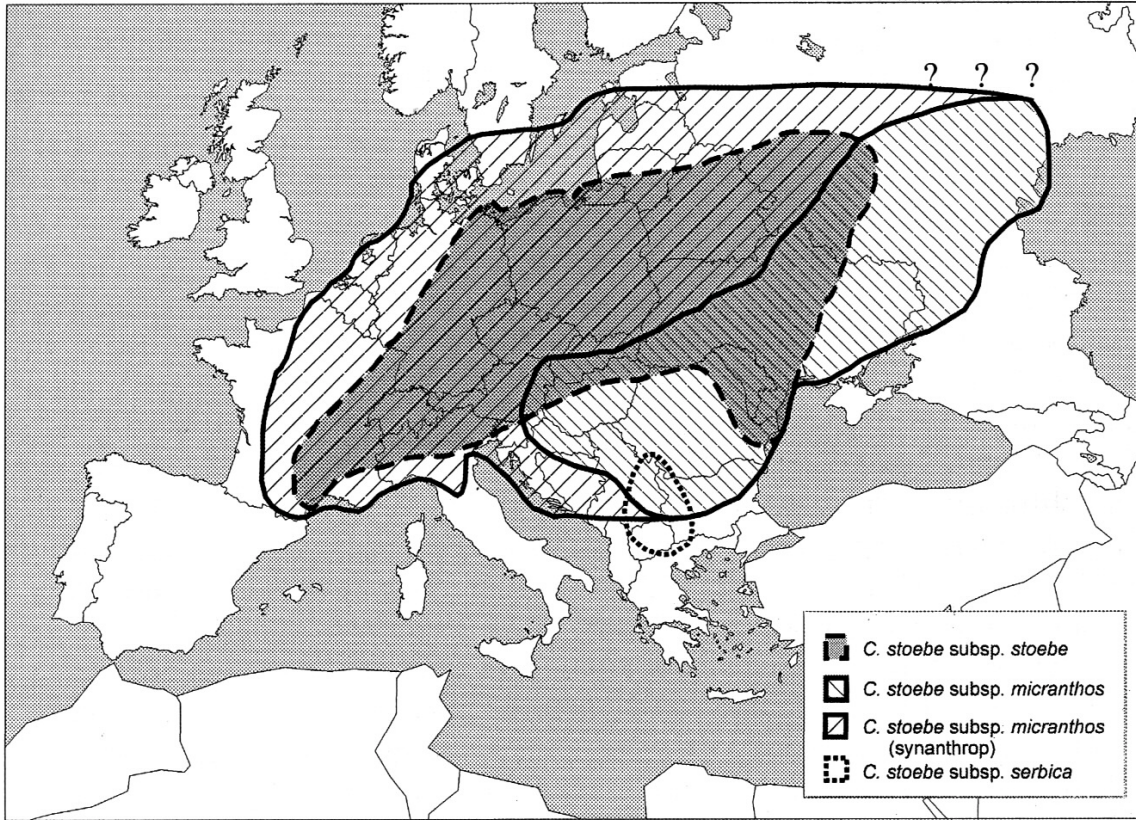 ? ? ?
C. stoebe subsp. stoebe
C. stoebe subsp. micranthos
C. stoebe subsp. micranthos
(synanthrop)
C. stoebe subsp. serbica